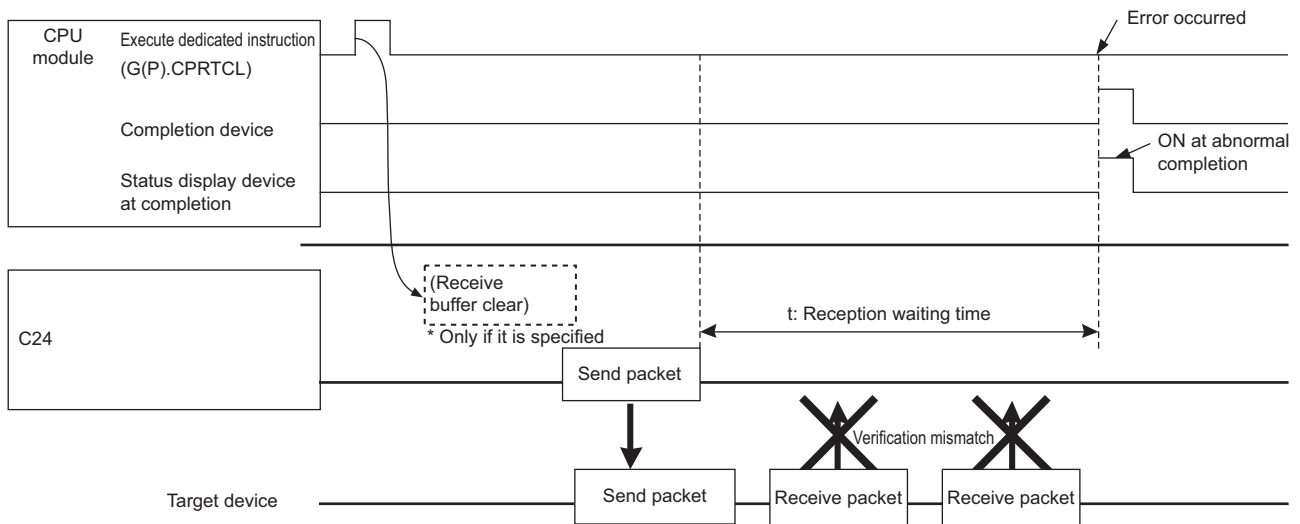 Error occurred
CPU
module
Execute dedicated instruction
(G(P).CPRTCL)
Completion device
ON at abnormal
completion
Status display device
at completion
(Receive
buffer clear)
* Only if it is specified
t: Reception waiting time
C24
Send packet
Verification mismatch
Target device
Send packet
Receive packet
Receive packet